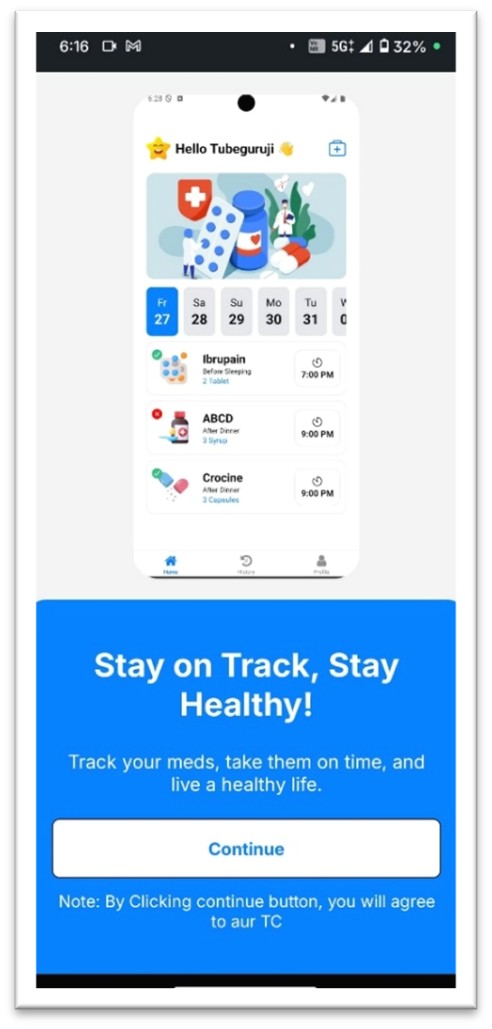 6:16
5G 32%
6:28
Hello Tubeguruji 👋
Fr Sa Su Mo Tu W
27 28 29 30 31 0
Ibrupain
Before Sleeping
2 Tablet
7:00 PM
ABCD
After Dinner
3 Syrup
9:00 PM
Crocine
After Dinner
3 Capsules
9:00 PM
Home History Profile
Stay on Track, Stay
Healthy!
Track your meds, take them on time, and
live a healthy life.
Continue
Note: By Clicking continue button, you will agree
to aur TC